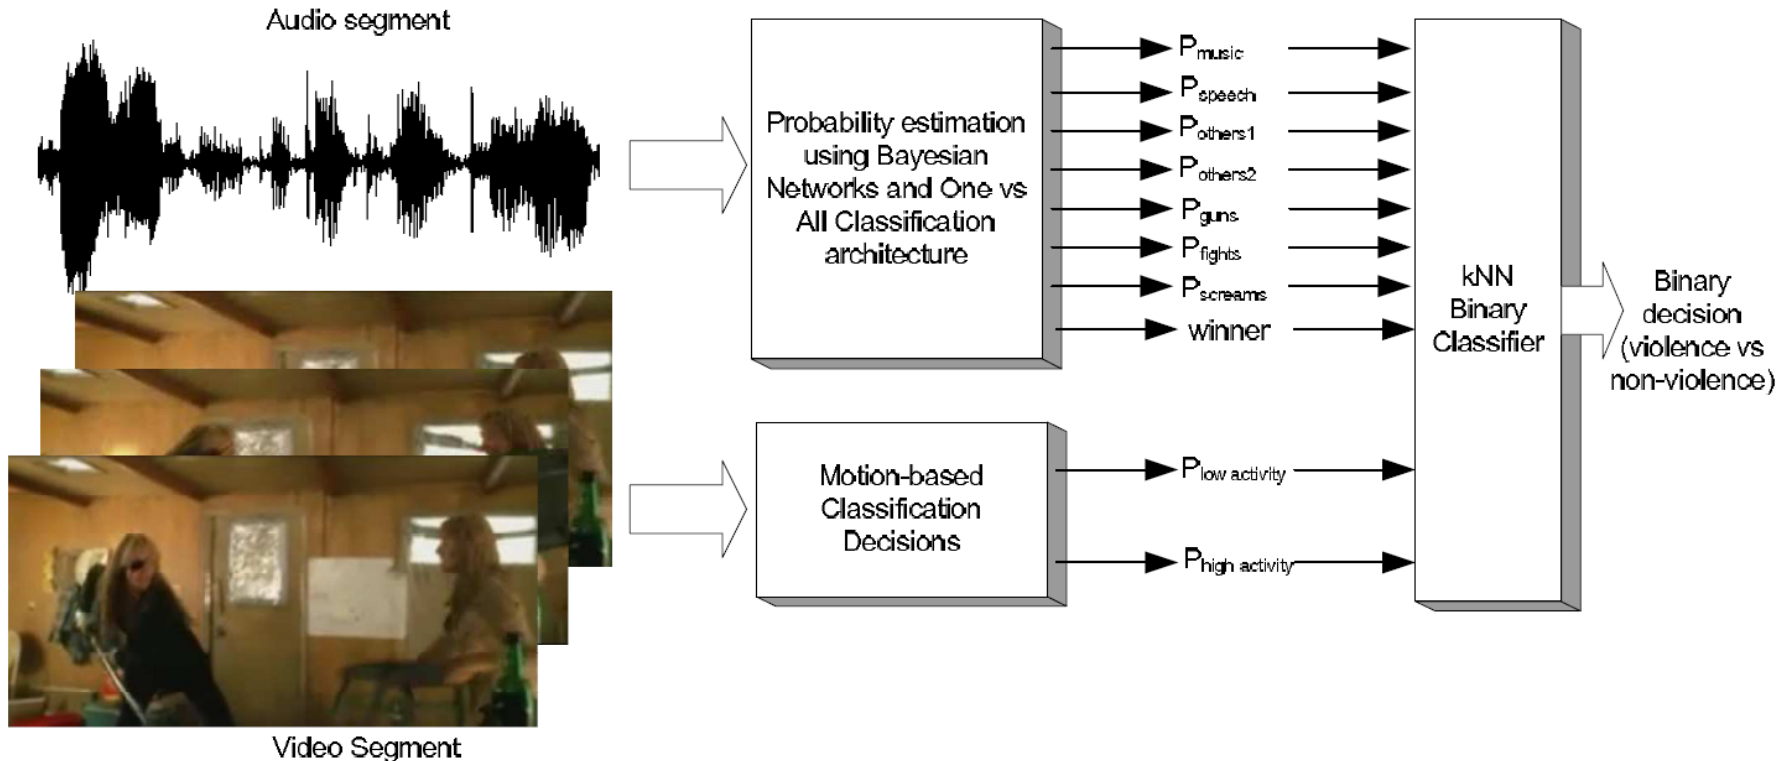 Audio segment
Probability estimation
using Bayesian
Networks and One vs
All Classification
architecture
Pmusic
Pspeech
Pothers1
Pothers2
Pguns
Pfights
Pscreams
winner
kNN
Binary
Classifier
Binary
decision
(violence vs
non-violence)
Motion-based
Classification
Decisions
Plow activity
Phigh activity
Video Segment